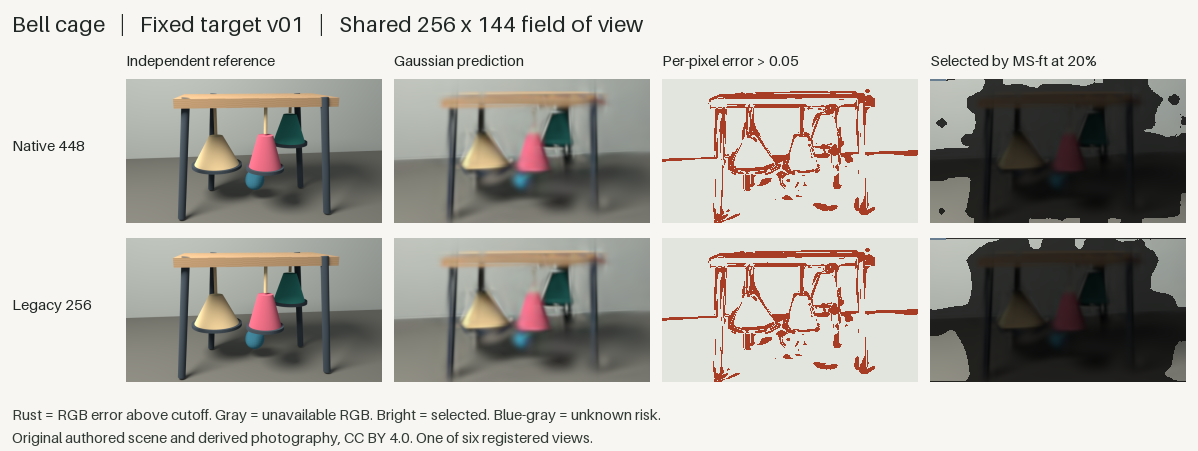 Bell cage | Fixed target v01 | Shared 256 x 144 field of view
Independent reference
Gaussian prediction
Per-pixel error > 0.05
Selected by MS-ft at 20%
Native 448
Legacy 256
Rust = RGB error above cutoff. Gray = unavailable RGB. Bright = selected. Blue-gray = unknown risk.
Original authored scene and derived photography, CC BY 4.0. One of six registered views.